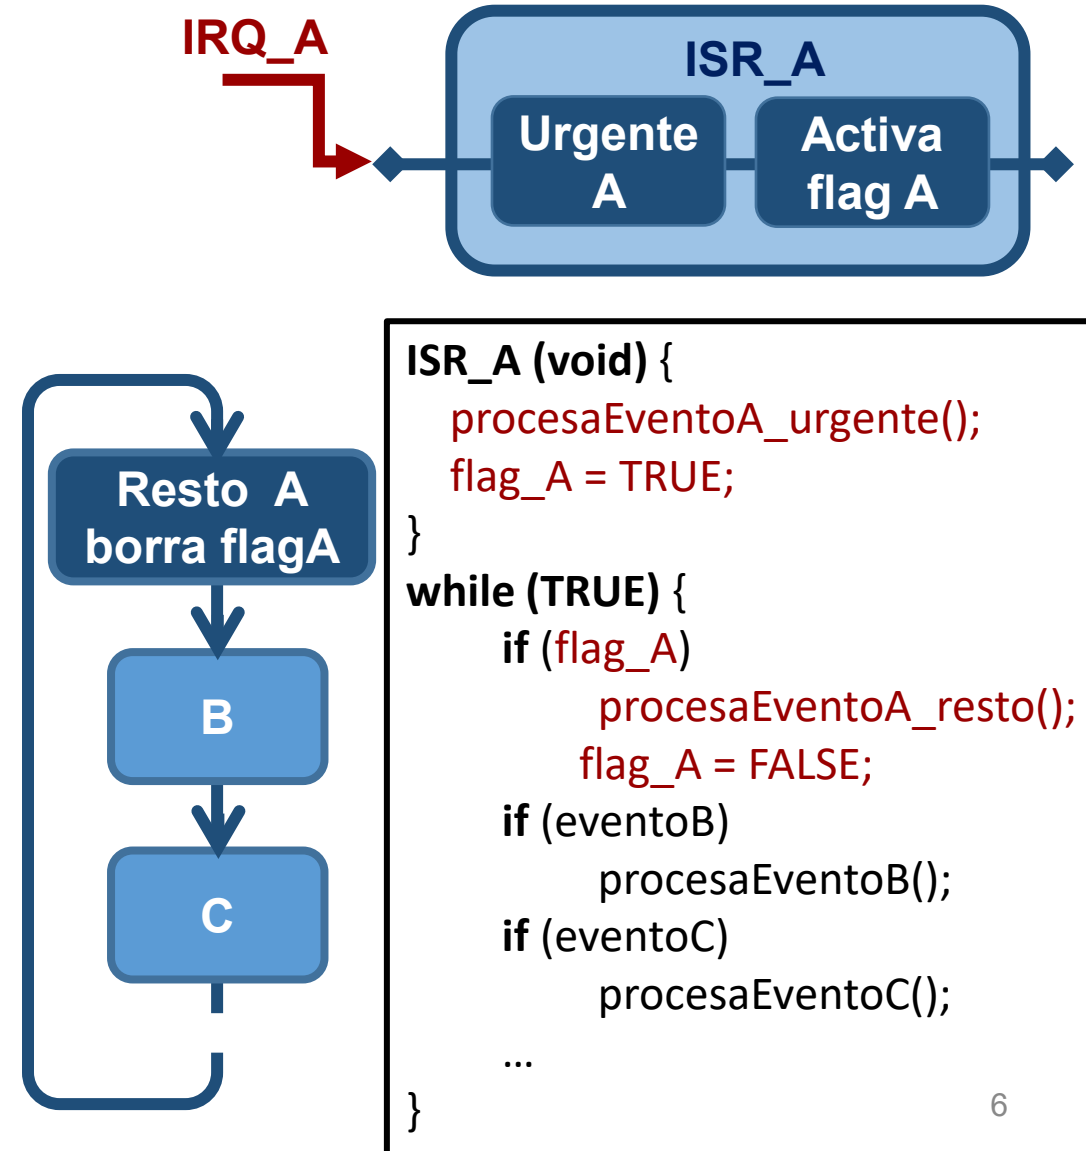 IRQ_A
ISR_A
Urgente
A
Activa
flag A
Resto A
borra flagA
B
C
ISR_A (void) {
procesaEventoA_urgente();
flag_A = TRUE;
}
while (TRUE) {
if (flag_A)
procesaEventoA_resto();
flag_A = FALSE;
if (eventoB)
procesaEventoB();
if (eventoC)
procesaEventoC();
...
}
6